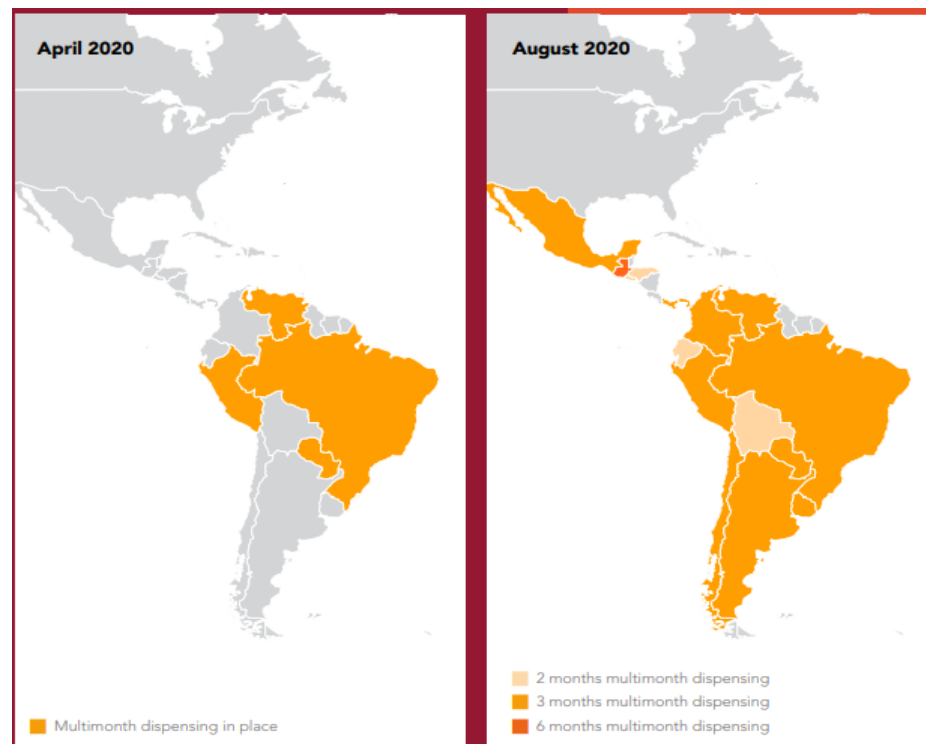 April 2020
Multimonth dispensing in place
August 2020
2 months multimonth dispensing
3 months multimonth dispensing
6 months multimonth dispensing